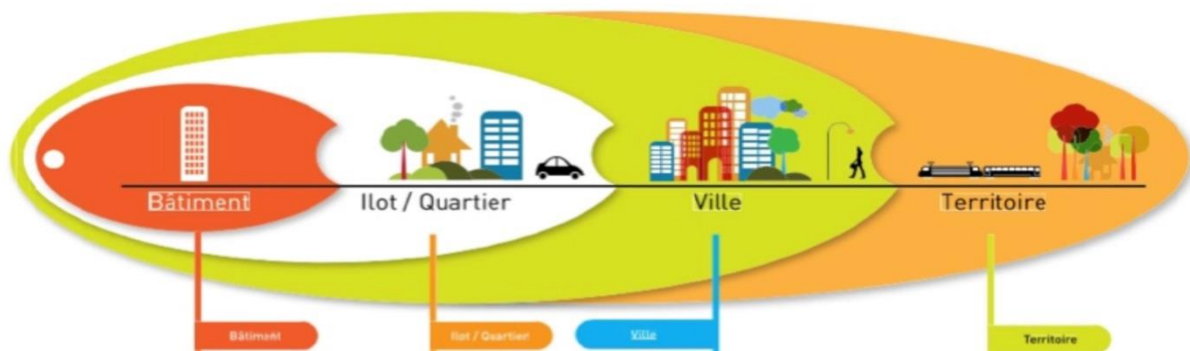 Bâtiment
Ilot / Quartier
Ville
Territoire
Bâtiment
Ilot / Quartier
Ville
Territoire